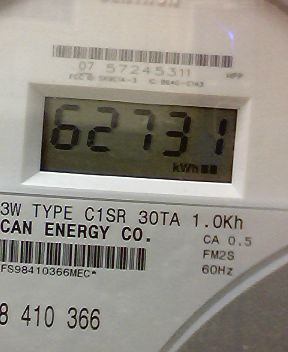 07 57245311
62731
kWh
3W TYPE C1SR 30TA 1.0Kh
CAN ENERGY CO.
CA 0.5
FM2S
FS98410366MEC*
60Hz
8 410 366